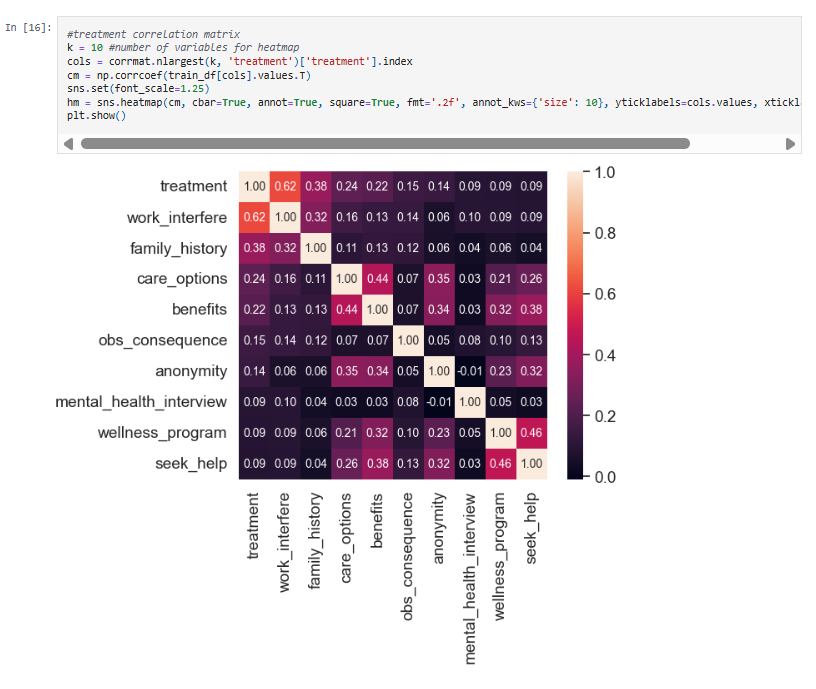 In [16]:
#treatment correlation matrix
k = 10 #number of variables for heatmap
cols = corrmat.nlargest(k, 'treatment')['treatment'].index
cm = np.corrcoef(train_df[cols].values.T)
sns.set(font_scale=1.25)
hm = sns.heatmap(cm, cbar=True, annot=True, square=True, fmt='.2f', annot_kws={'size': 10}, yticklabels=cols.values, xtickl
plt.show()
treatment 1.00 0.62 0.38 0.24 0.22 0.15 0.14 0.09 0.09 0.09
work_interfere 0.62 1.00 0.32 0.16 0.13 0.14 0.06 0.10 0.09 0.09
family_history 0.38 0.32 1.00 0.11 0.13 0.12 0.06 0.04 0.06 0.04
care_options 0.24 0.16 0.11 1.00 0.44 0.07 0.35 0.03 0.21 0.26
benefits 0.22 0.13 0.13 0.44 1.00 0.07 0.34 0.03 0.32 0.38
obs_consequence 0.15 0.14 0.12 0.07 0.07 1.00 0.05 0.08 0.10 0.13
anonymity 0.14 0.06 0.06 0.35 0.34 0.05 1.00 -0.01 0.23 0.32
mental_health_interview 0.09 0.10 0.04 0.03 0.03 0.08 -0.01 1.00 0.05 0.03
wellness_program 0.09 0.09 0.06 0.21 0.32 0.10 0.23 0.05 1.00 0.46
seek_help 0.09 0.09 0.04 0.26 0.38 0.13 0.32 0.03 0.46 1.00
treatment
work_interfere
family_history
care_options
benefits
obs_consequence
anonymity
mental_health_interview
wellness_program
seek_help
1.0
0.8
0.6
0.4
0.2
0.0